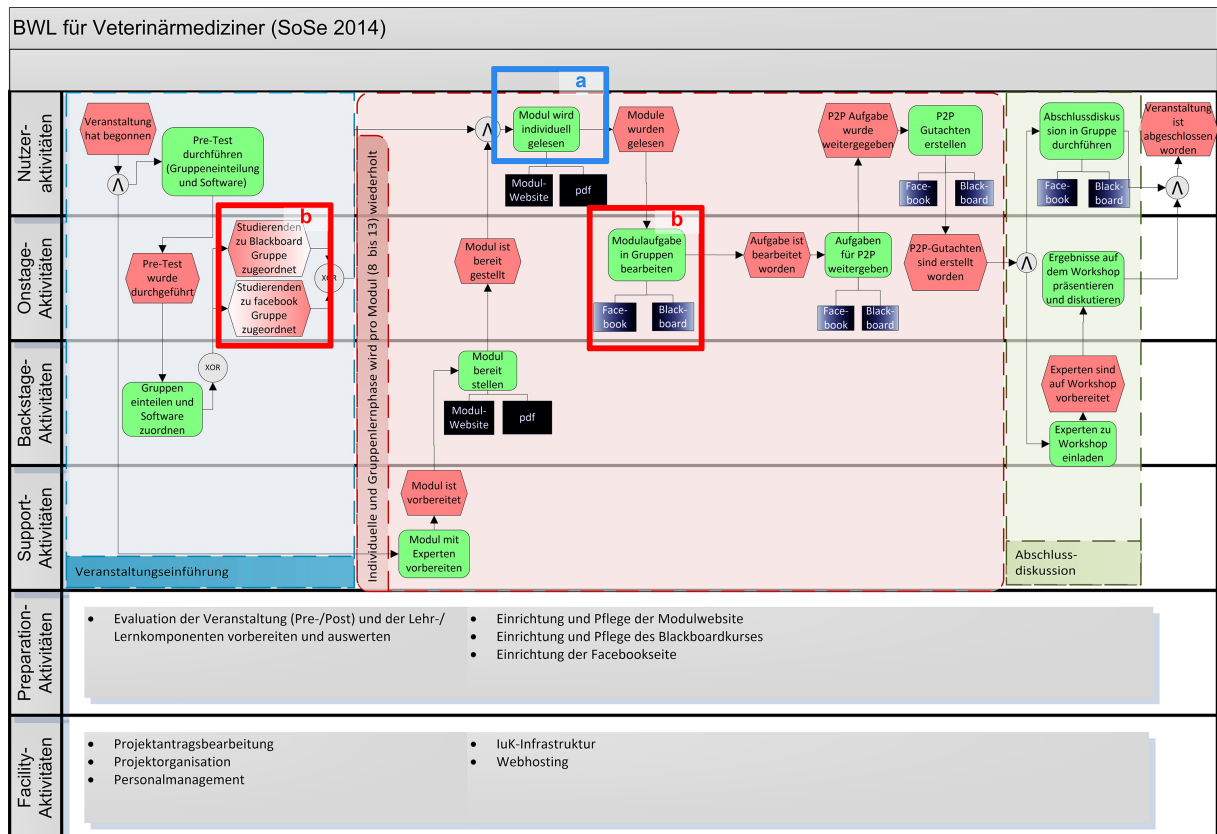 BWL für Veterinärmediziner (SoSe 2014)
Nutzer-
aktivitäten
Veranstaltung
hat begonnen
Λ
Pre-Test
durchführen
(Gruppeneinteilung
und Software)
a
Λ
Modul wird
individuell
gelesen
Modul-
Website
pdf
Module
wurden
gelesen
P2P Aufgabe
wurde
weitergegeben
P2P
Gutachten
erstellen
Face-
book
Black-
board
Abschlussdiskus
sion in Gruppe
durchführen
Face-
book
Black-
board
Veranstaltung
ist
abgeschlossen
worden
Λ
Onstage-
Aktivitäten
Pre-Test
wurde
durchgeführt
b
Studierenden
zu Blackboard
Gruppe
zugeordnet
Studierenden
zu facebook
Gruppe
zugeordnet
XOR
Modul ist
bereit
gestellt
b
Modulaufgabe
in Gruppen
bearbeiten
Face-
book
Black-
board
Aufgabe ist
bearbeitet
worden
Aufgaben
für P2P
weitergeben
Face-
book
Black-
board
P2P-Gutachten
sind erstellt
worden
Λ
Ergebnisse auf
dem Workshop
präsentieren
und diskutieren
Backstage-
Aktivitäten
Gruppen
einteilen und
Software
zuordnen
XOR
Modul
bereit
stellen
Modul-
Website
pdf
Experten sind
auf Workshop
vorbereitet
Experten zu
Workshop
einladen
Support-
Aktivitäten
Modul ist
vorbereitet
Modul mit
Experten
vorbereiten
Veranstaltungseinführung
Individuelle und Gruppenlernphase wird pro Modul (8 bis 13) wiederholt
Abschluss-
diskussion
Preparation-
Aktivitäten
• Evaluation der Veranstaltung (Pre-/Post) und der Lehr-/
Lernkomponenten vorbereiten und auswerten
• Einrichtung und Pflege der Modulwebsite
• Einrichtung und Pflege des Blackboardkurses
• Einrichtung der Facebookseite
Facility-
Aktivitäten
• Projektantragsbearbeitung
• Projektorganisation
• Personalmanagement
• IuK-Infrastruktur
• Webhosting